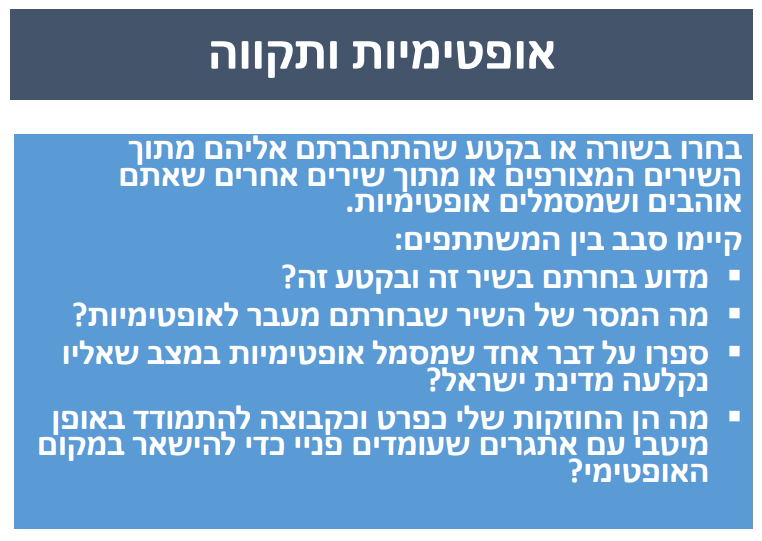 אופטימיות ותקווה
בחרו בשורה או בקטע שהתחברתם אליהם מתוך
השירים המצורפים או מתוך שירים אחרים שאתם
אוהבים ושמסמלים אופטימיות.
קיימו סבב בין המשתתפים:
▪ מדוע בחרתם בשיר זה ובקטע זה?
▪ מה המסר של השיר שבחרתם מעבר לאופטימיות?
▪ ספרו על דבר אחד שמסמל אופטימיות במצב שאליו
נקלעה מדינת ישראל?
▪ מה הן החוזקות שלי כפרט וכקבוצה להתמודד באופן
מיטבי עם אתגרים שעומדים פניי כדי להישאר במקום
האופטימי?